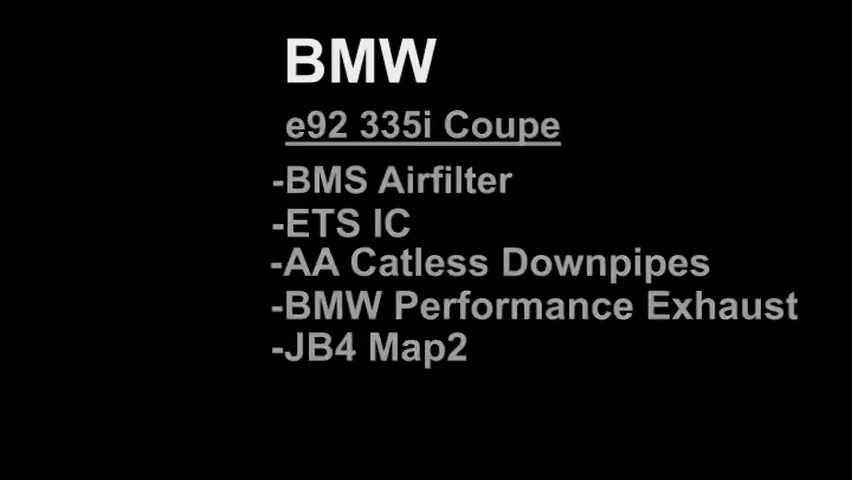 BMW
e92 335i Coupe
-BMS Airfilter
-ETS IC
-AA Catless Downpipes
-BMW Performance Exhaust
-JB4 Map2